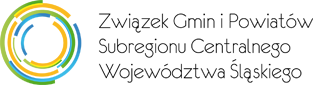 Związek Gmin i Powiatów
Subregionu Centralnego
Województwa Śląskiego